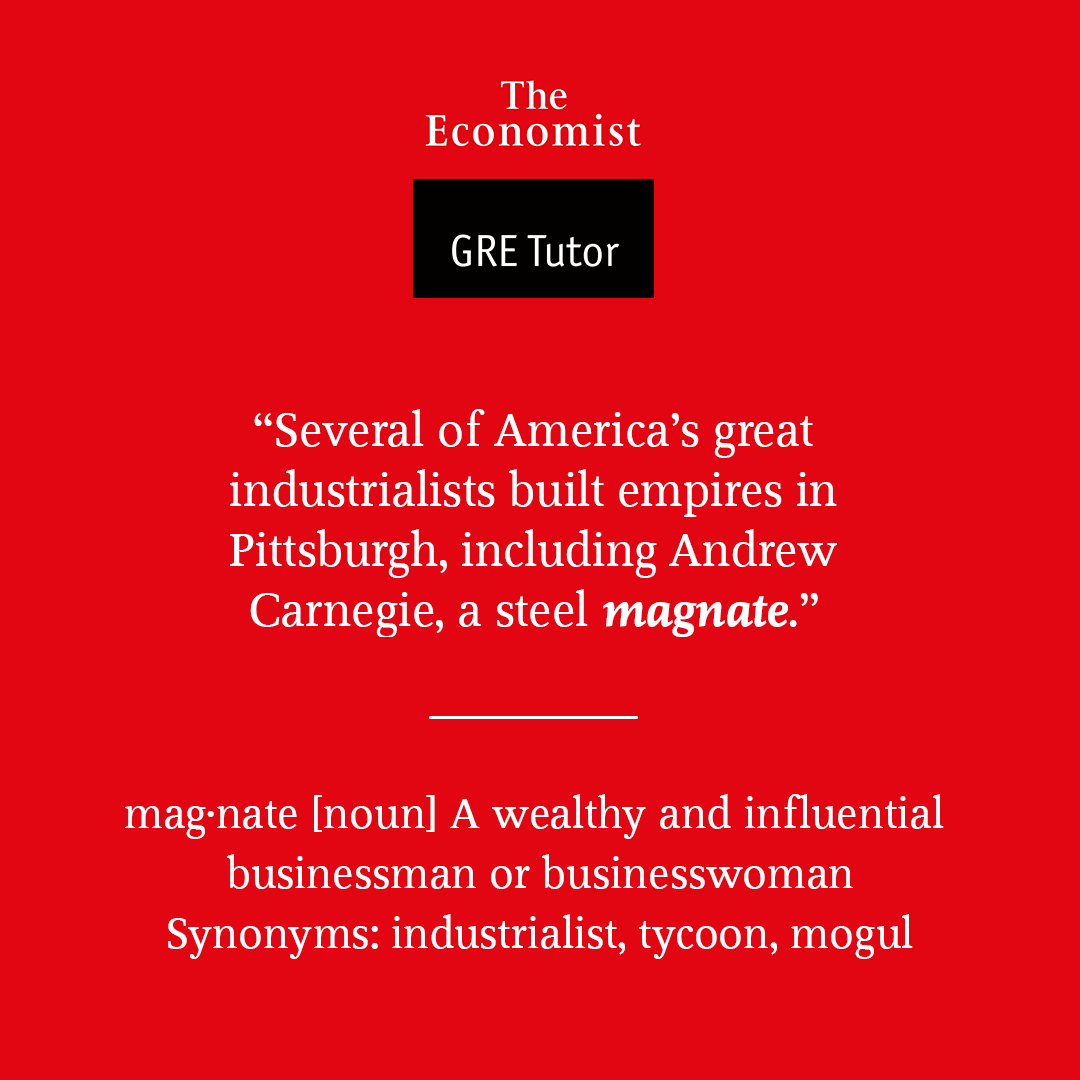 The
Economist
GRE Tutor
“Several of America’s great
industrialists built empires in
Pittsburgh, including Andrew
Carnegie, a steel magnate.”
mag·nate [noun] A wealthy and influential
businessman or businesswoman
Synonyms: industrialist, tycoon, mogul